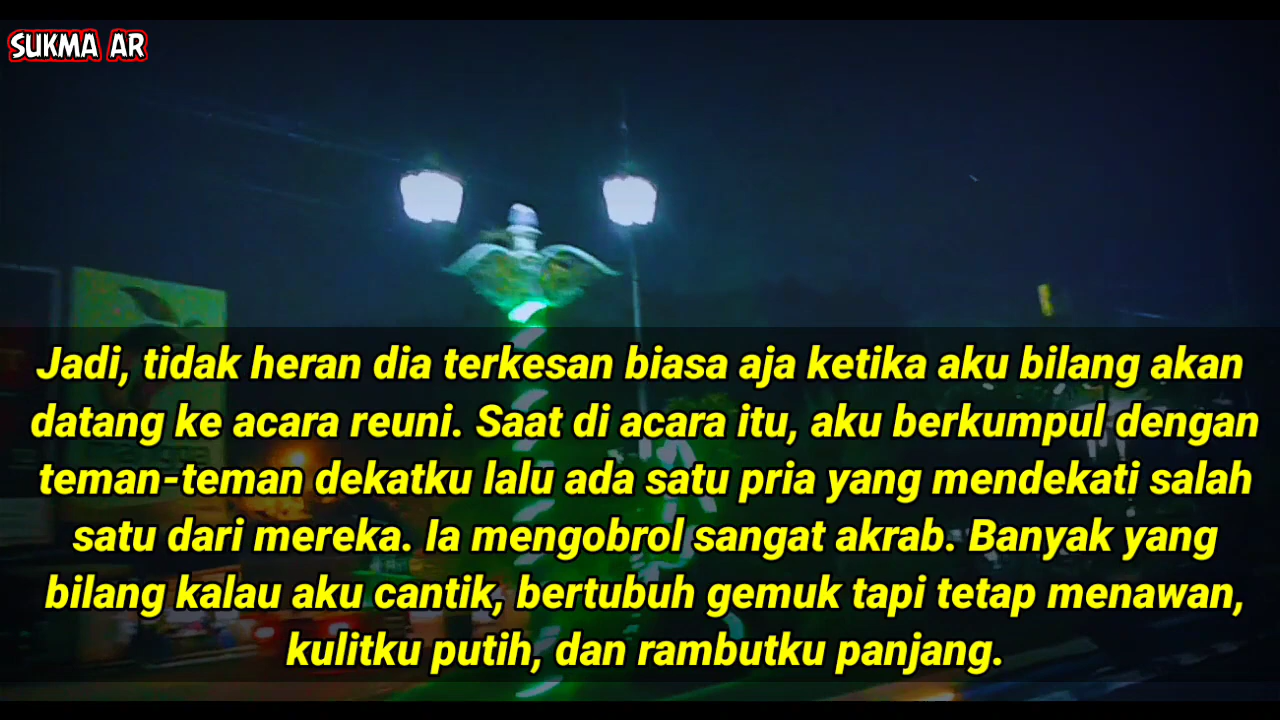 SUKMA AR
Jadi, tidak heran dia terkesan biasa aja ketika aku bilang akan
datang ke acara reuni. Saat di acara itu, aku berkumpul dengan
teman-teman dekatku lalu ada satu pria yang mendekati salah
satu dari mereka. Ia mengobrol sangat akrab. Banyak yang
bilang kalau aku cantik, bertubuh gemuk tapi tetap menawan,
kulitku putih, dan rambutku panjang.